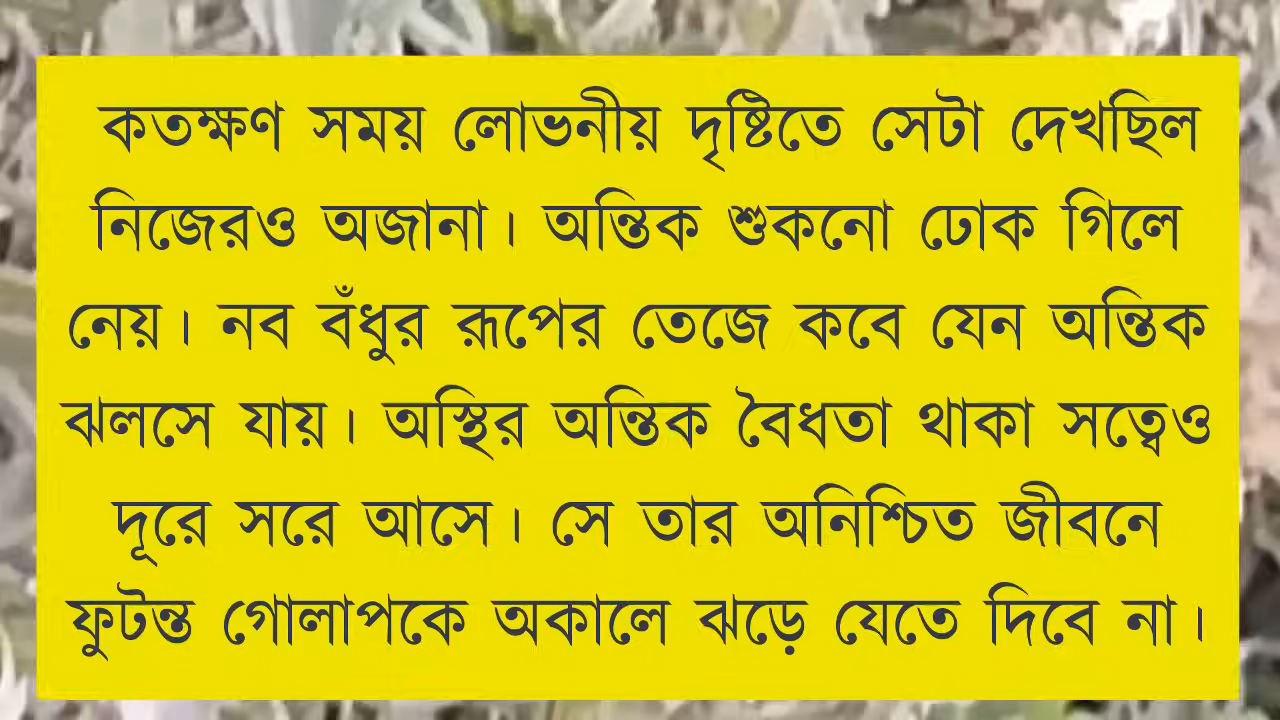 কতক্ষণ সময় লোভনীয় দৃষ্টিতে সেটা দেখছিল
নিজেরও অজানা। অন্তিক শুকনো ঢোক গিলে
নেয়। নব বঁধুর রূপের তেজে কবে যেন অন্তিক
ঝলসে যায়। অস্থির অন্তিক বৈধতা থাকা সত্বেও
দূরে সরে আসে। সে তার অনিশ্চিত জীবনে
ফুটন্ত গোলাপকে অকালে ঝড়ে যেতে দিবে না।